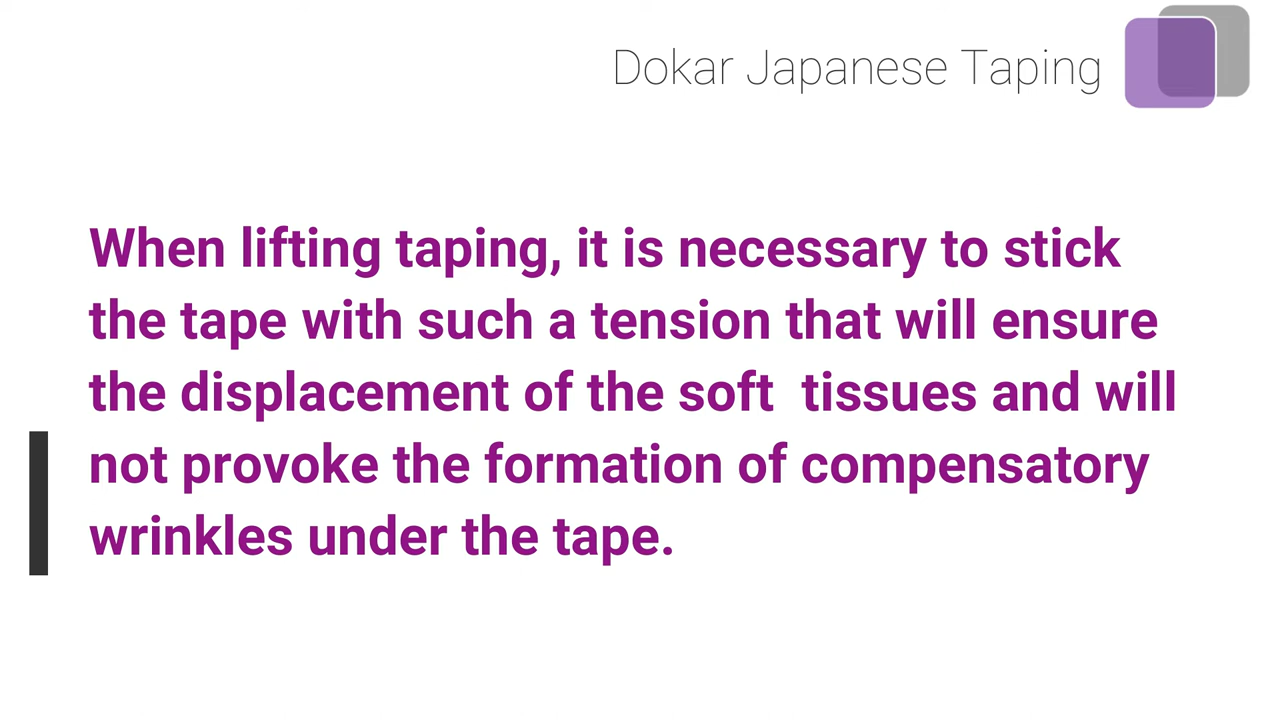 Dokar Japanese Taping
When lifting taping, it is necessary to stick
the tape with such a tension that will ensure
the displacement of the soft  tissues and will
not provoke the formation of compensatory
wrinkles under the tape.